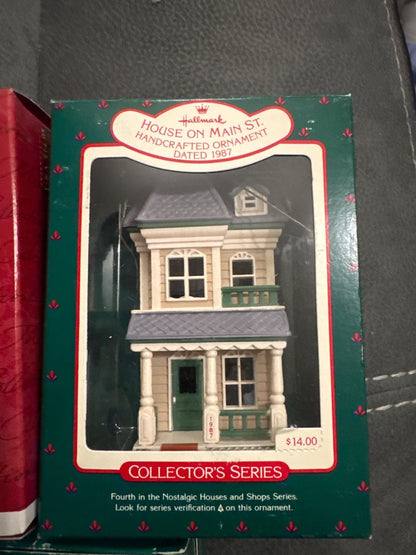 Hallmark
HOUSE ON MAIN ST.
HANDCRAFTED ORNAMENT
DATED 1987
1987
$14.00
COLLECTOR'S SERIES
Fourth in the Nostalgic Houses and Shops Series.
Look for series verification on this ornament.